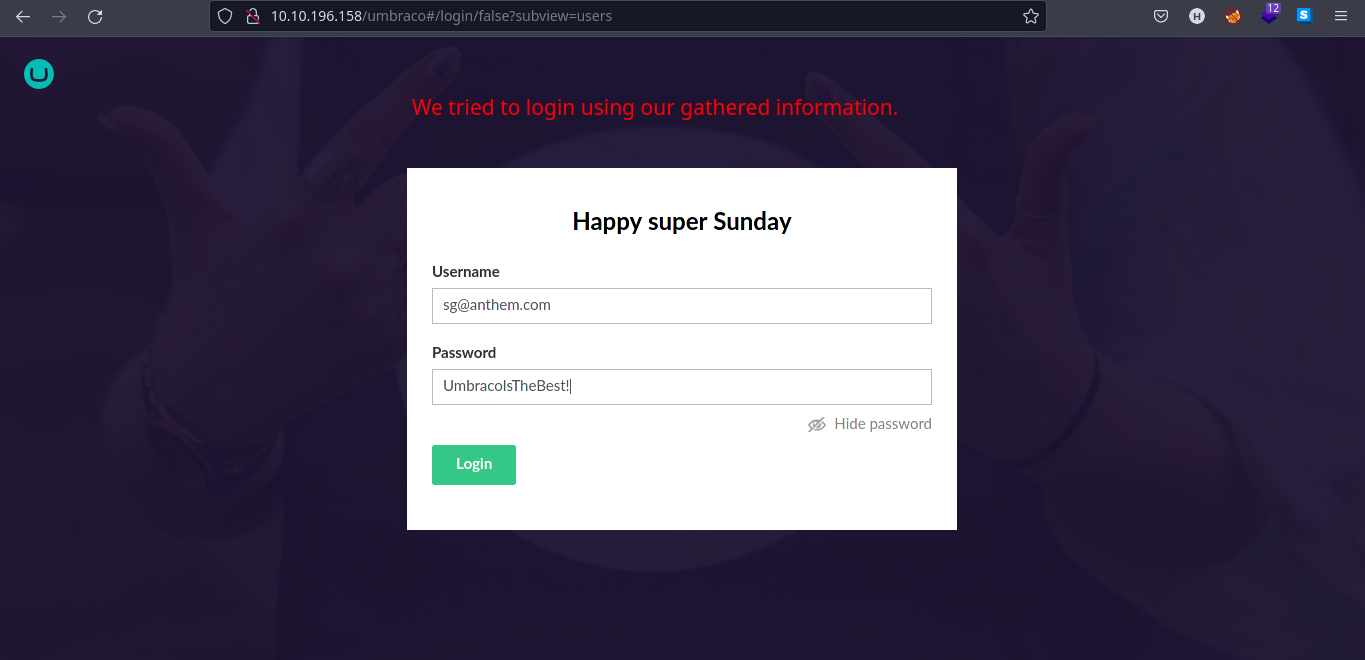 10.10.196.158/umbraco#/login/false?subview=users
H
12
S
We tried to login using our gathered information.
Happy super Sunday
Username
sg@anthem.com
Password
UmbracoIsTheBest!
Hide password
Login